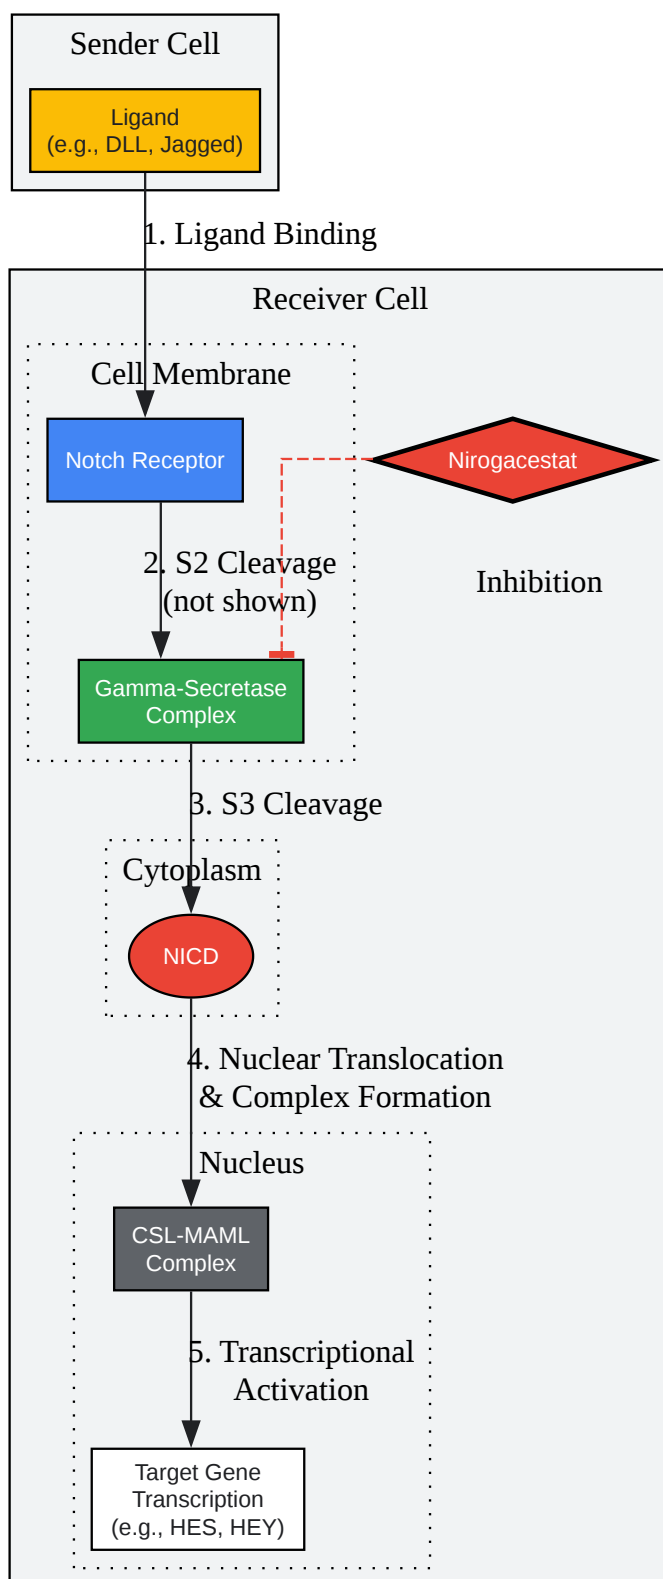 Sender Cell
Ligand
(e.g., DLL, Jagged)
1. Ligand Binding
Receiver Cell
Cell Membrane
Notch Receptor
Nirogacestat
2. S2 Cleavage
(not shown)
Inhibition
Gamma-Secretase
Complex
3. S3 Cleavage
Cytoplasm
NICD
4. Nuclear Translocation
& Complex Formation
Nucleus
CSL-MAML
Complex
5. Transcriptional
Activation
Target Gene
Transcription
(e.g., HES, HEY)